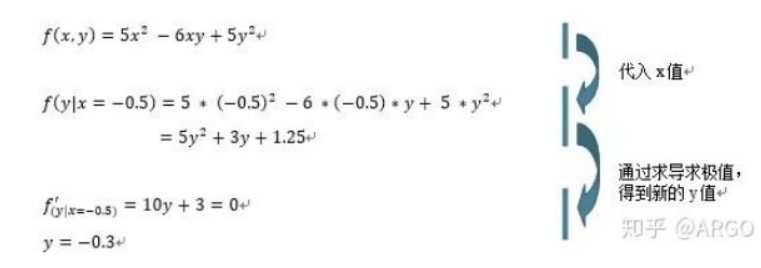 f(x, y) = 5x² − 6xy + 5y²↵
代入 x值↵
f(y|x = −0.5) = 5 * (−0.5)² − 6 * (−0.5) * y + 5 * y²↵
= 5y² + 3y + 1.25↵
通过求导求极值，
得到新的 y 值↵
f′(y|x=−0.5) = 10y + 3 = 0↵
y = −0.3↵
知乎 @ARGO